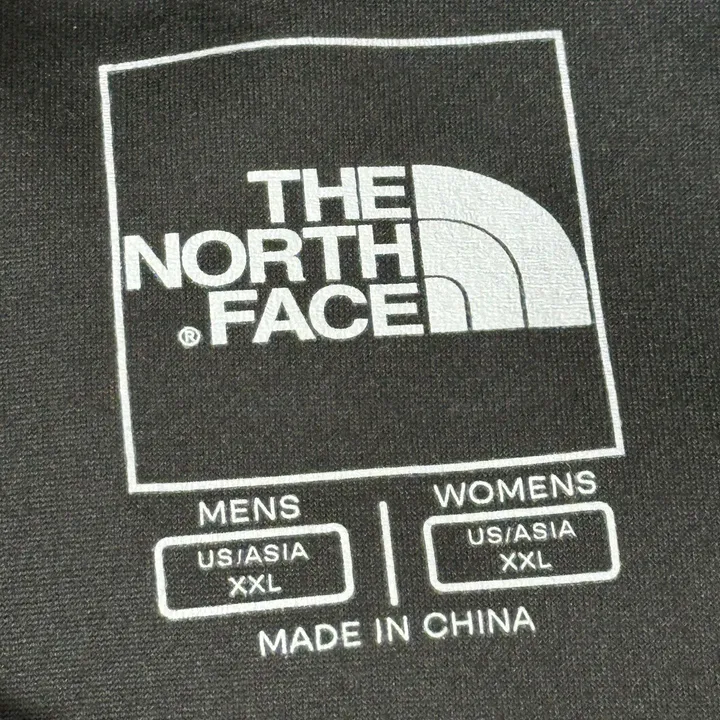 THE
NORTH
® FACE
MENS
US/ASIA
XXL
WOMENS
US/ASIA
XXL
MADE IN CHINA